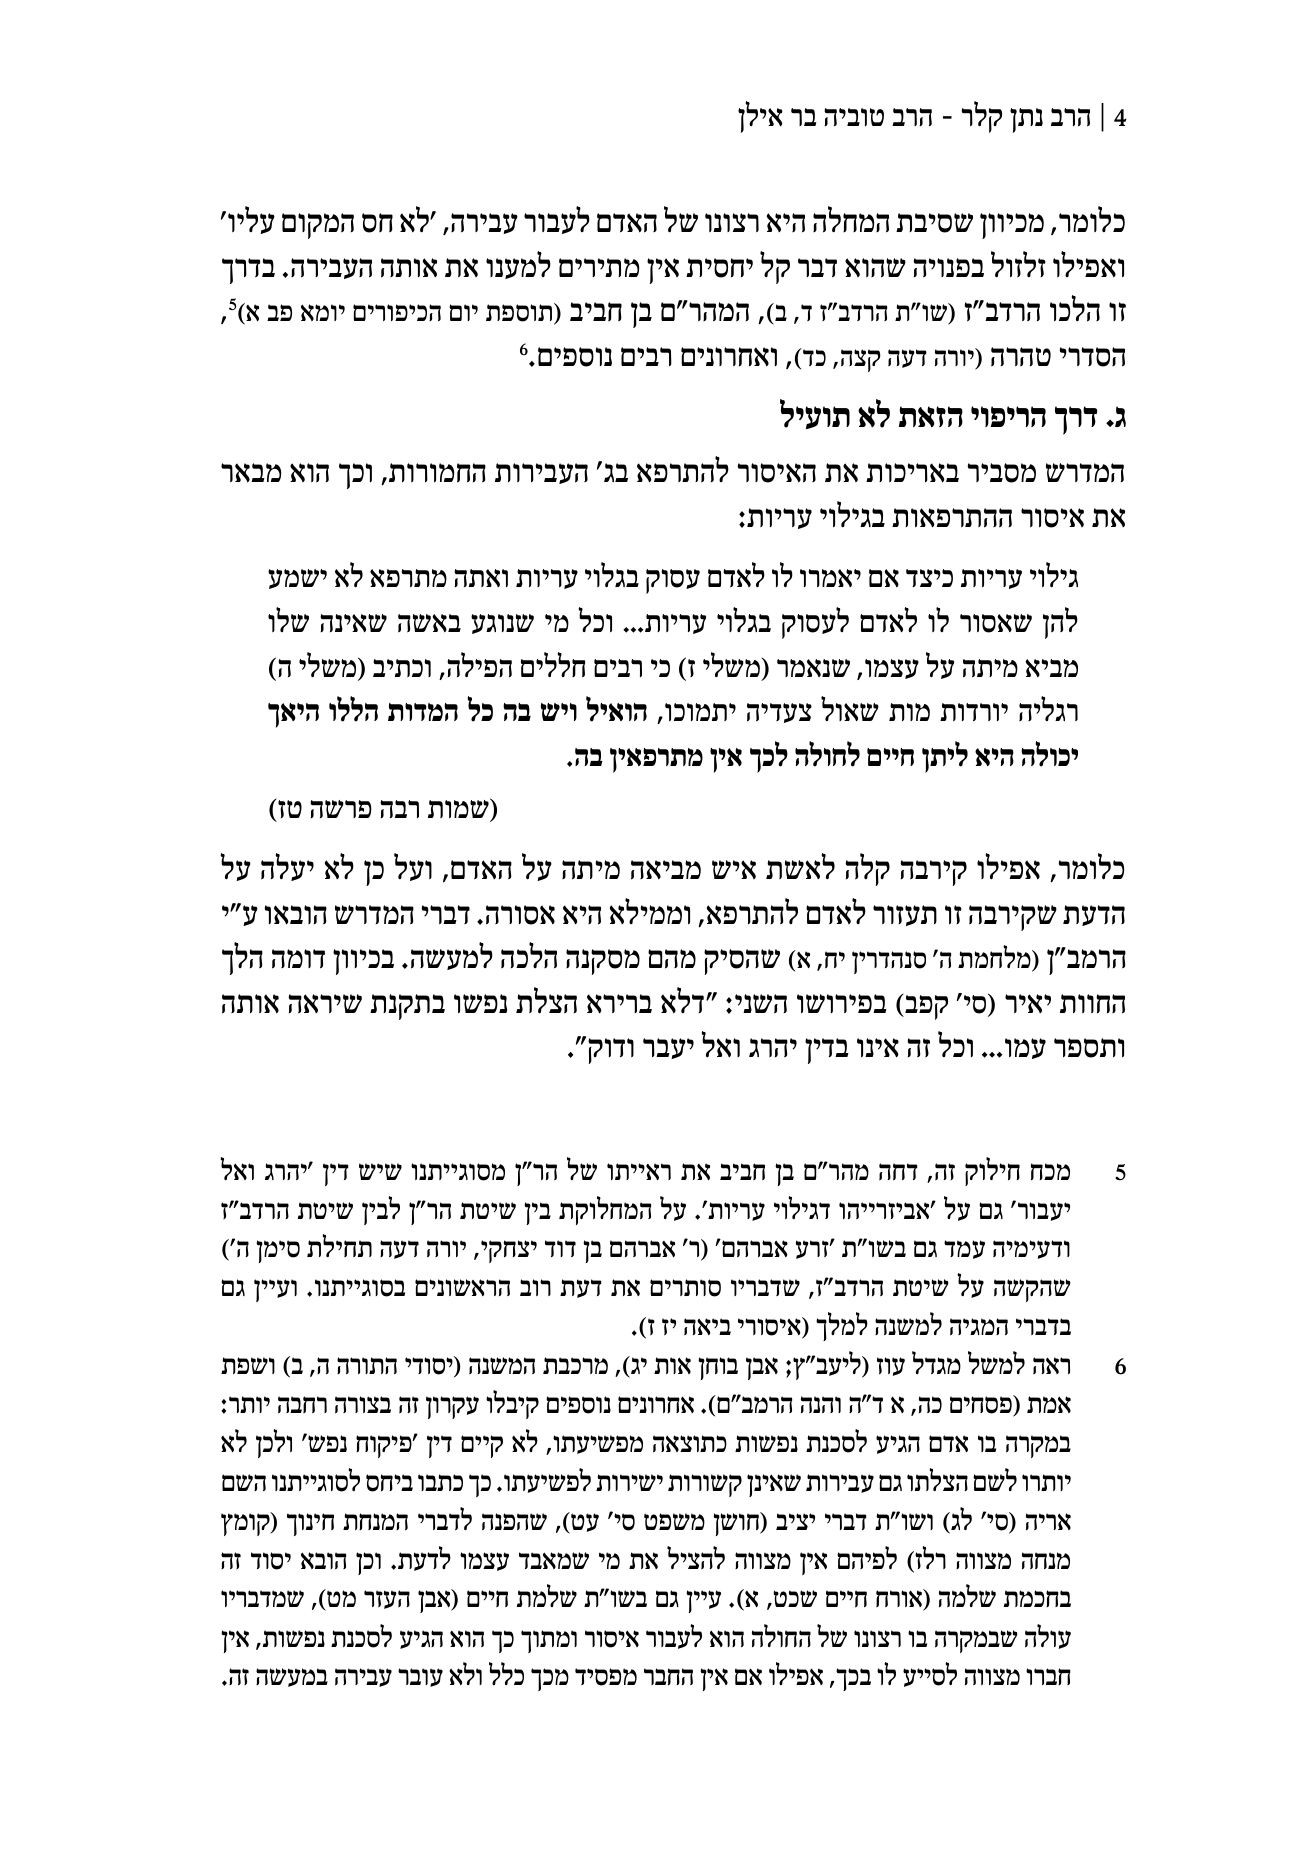 4 | הרב נתן קלר - הרב טוביה בר אילן
כלומר, מכיוון שסיבת המחלה היא רצונו של האדם לעבור עבירה, 'לא חס המקום עליו'
ואפילו זלזול בפנויה שהוא דבר קל יחסית אין מתירים למענו את אותה העבירה. בדרך
זו הלכו הרדב"ז (שו"ת הרדב"ז ד, ב), המהר"ם בן חביב (תוספת יום הכיפורים יומא פב א)5,
הסדרי טהרה (יורה דעה קצה, כד), ואחרונים רבים נוספים.6
ג. דרך הריפוי הזאת לא תועיל
המדרש מסביר באריכות את האיסור להתרפא בג' העבירות החמורות, וכך הוא מבאר
את איסור ההתרפאות בגילוי עריות:
גילוי עריות כיצד אם יאמרו לו לאדם עסוק בגלוי עריות ואתה מתרפא לא ישמע
להן שאסור לו לאדם לעסוק בגלוי עריות... וכל מי שנוגע באשה שאינה שלו
מביא מיתה על עצמו, שנאמר (משלי ז) כי רבים חללים הפילה, וכתיב (משלי ה)
רגליה יורדות מות שאול צעדיה יתמוכו, הואיל ויש בה כל המדות הללו היאך
יכולה היא ליתן חיים לחולה לכך אין מתרפאין בה.
(שמות רבה פרשה טז)
כלומר, אפילו קירבה קלה לאשת איש מביאה מיתה על האדם, ועל כן לא יעלה על
הדעת שקירבה זו תעזור לאדם להתרפא, וממילא היא אסורה. דברי המדרש הובאו ע"י
הרמב"ן (מלחמת ה' סנהדרין יח, א) שהסיק מהם מסקנה הלכה למעשה. בכיוון דומה הלך
החוות יאיר (סי' קפב) בפירושו השני: "דלא ברירא הצלת נפשו בתקנת שיראה אותה
ותספר עמו... וכל זה אינו בדין יהרג ואל יעבר ודוק".
5 מכח חילוק זה, דחה מהר"ם בן חביב את ראייתו של הר"ן מסוגייתנו שיש דין 'יהרג ואל
יעבור' גם על 'אביזרייהו דגילוי עריות'. על המחלוקת בין שיטת הר"ן לבין שיטת הרדב"ז
ודעימיה עמד גם בשו"ת 'זרע אברהם' (ר' אברהם בן דוד יצחקי, יורה דעה תחילת סימן ה')
שהקשה על שיטת הרדב"ז, שדבריו סותרים את דעת רוב הראשונים בסוגייתנו. ועיין גם
בדברי המגיה למשנה למלך (איסורי ביאה יז ז).
6 ראה למשל מגדל עוז (ליעב"ץ; אבן בוחן אות יג), מרכבת המשנה (יסודי התורה ה, ב) ושפת
אמת (פסחים כה, א ד"ה והנה הרמב"ם). אחרונים נוספים קיבלו עקרון זה בצורה רחבה יותר:
במקרה בו אדם הגיע לסכנת נפשות כתוצאה מפשיעתו, לא קיים דין 'פיקוח נפש' ולכן לא
יותרו לשם הצלתו גם עבירות שאינן קשורות ישירות לפשיעתו. כך כתבו ביחס לסוגייתנו השם
אריה (סי' לג) ושו"ת דברי יציב (חושן משפט סי' עט), שהפנה לדברי המנחת חינוך (קומץ
מנחה מצווה רלז) לפיהם אין מצווה להציל את מי שמאבד עצמו לדעת. וכן הובא יסוד זה
בחכמת שלמה (אורח חיים שכט, א). עיין גם בשו"ת שלמת חיים (אבן העזר מט), שמדבריו
עולה שבמקרה בו רצונו של החולה הוא לעבור איסור ומתוך כך הוא הגיע לסכנת נפשות, אין
חברו מצווה לסייע לו בכך, אפילו אם אין החבר מפסיד מכך כלל ולא עובר עבירה במעשה זה.